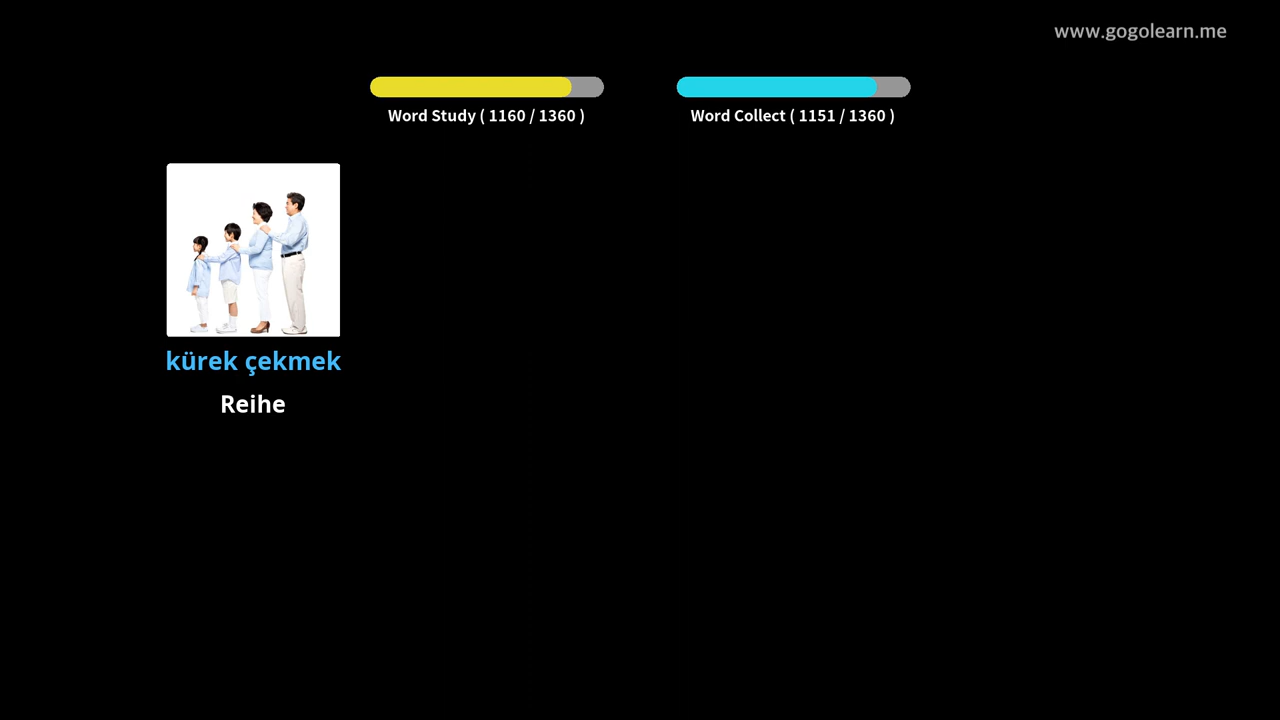 www.gogolearn.me
Word Study ( 1160 / 1360 )
Word Collect ( 1151 / 1360 )
kürek çekmek
Reihe